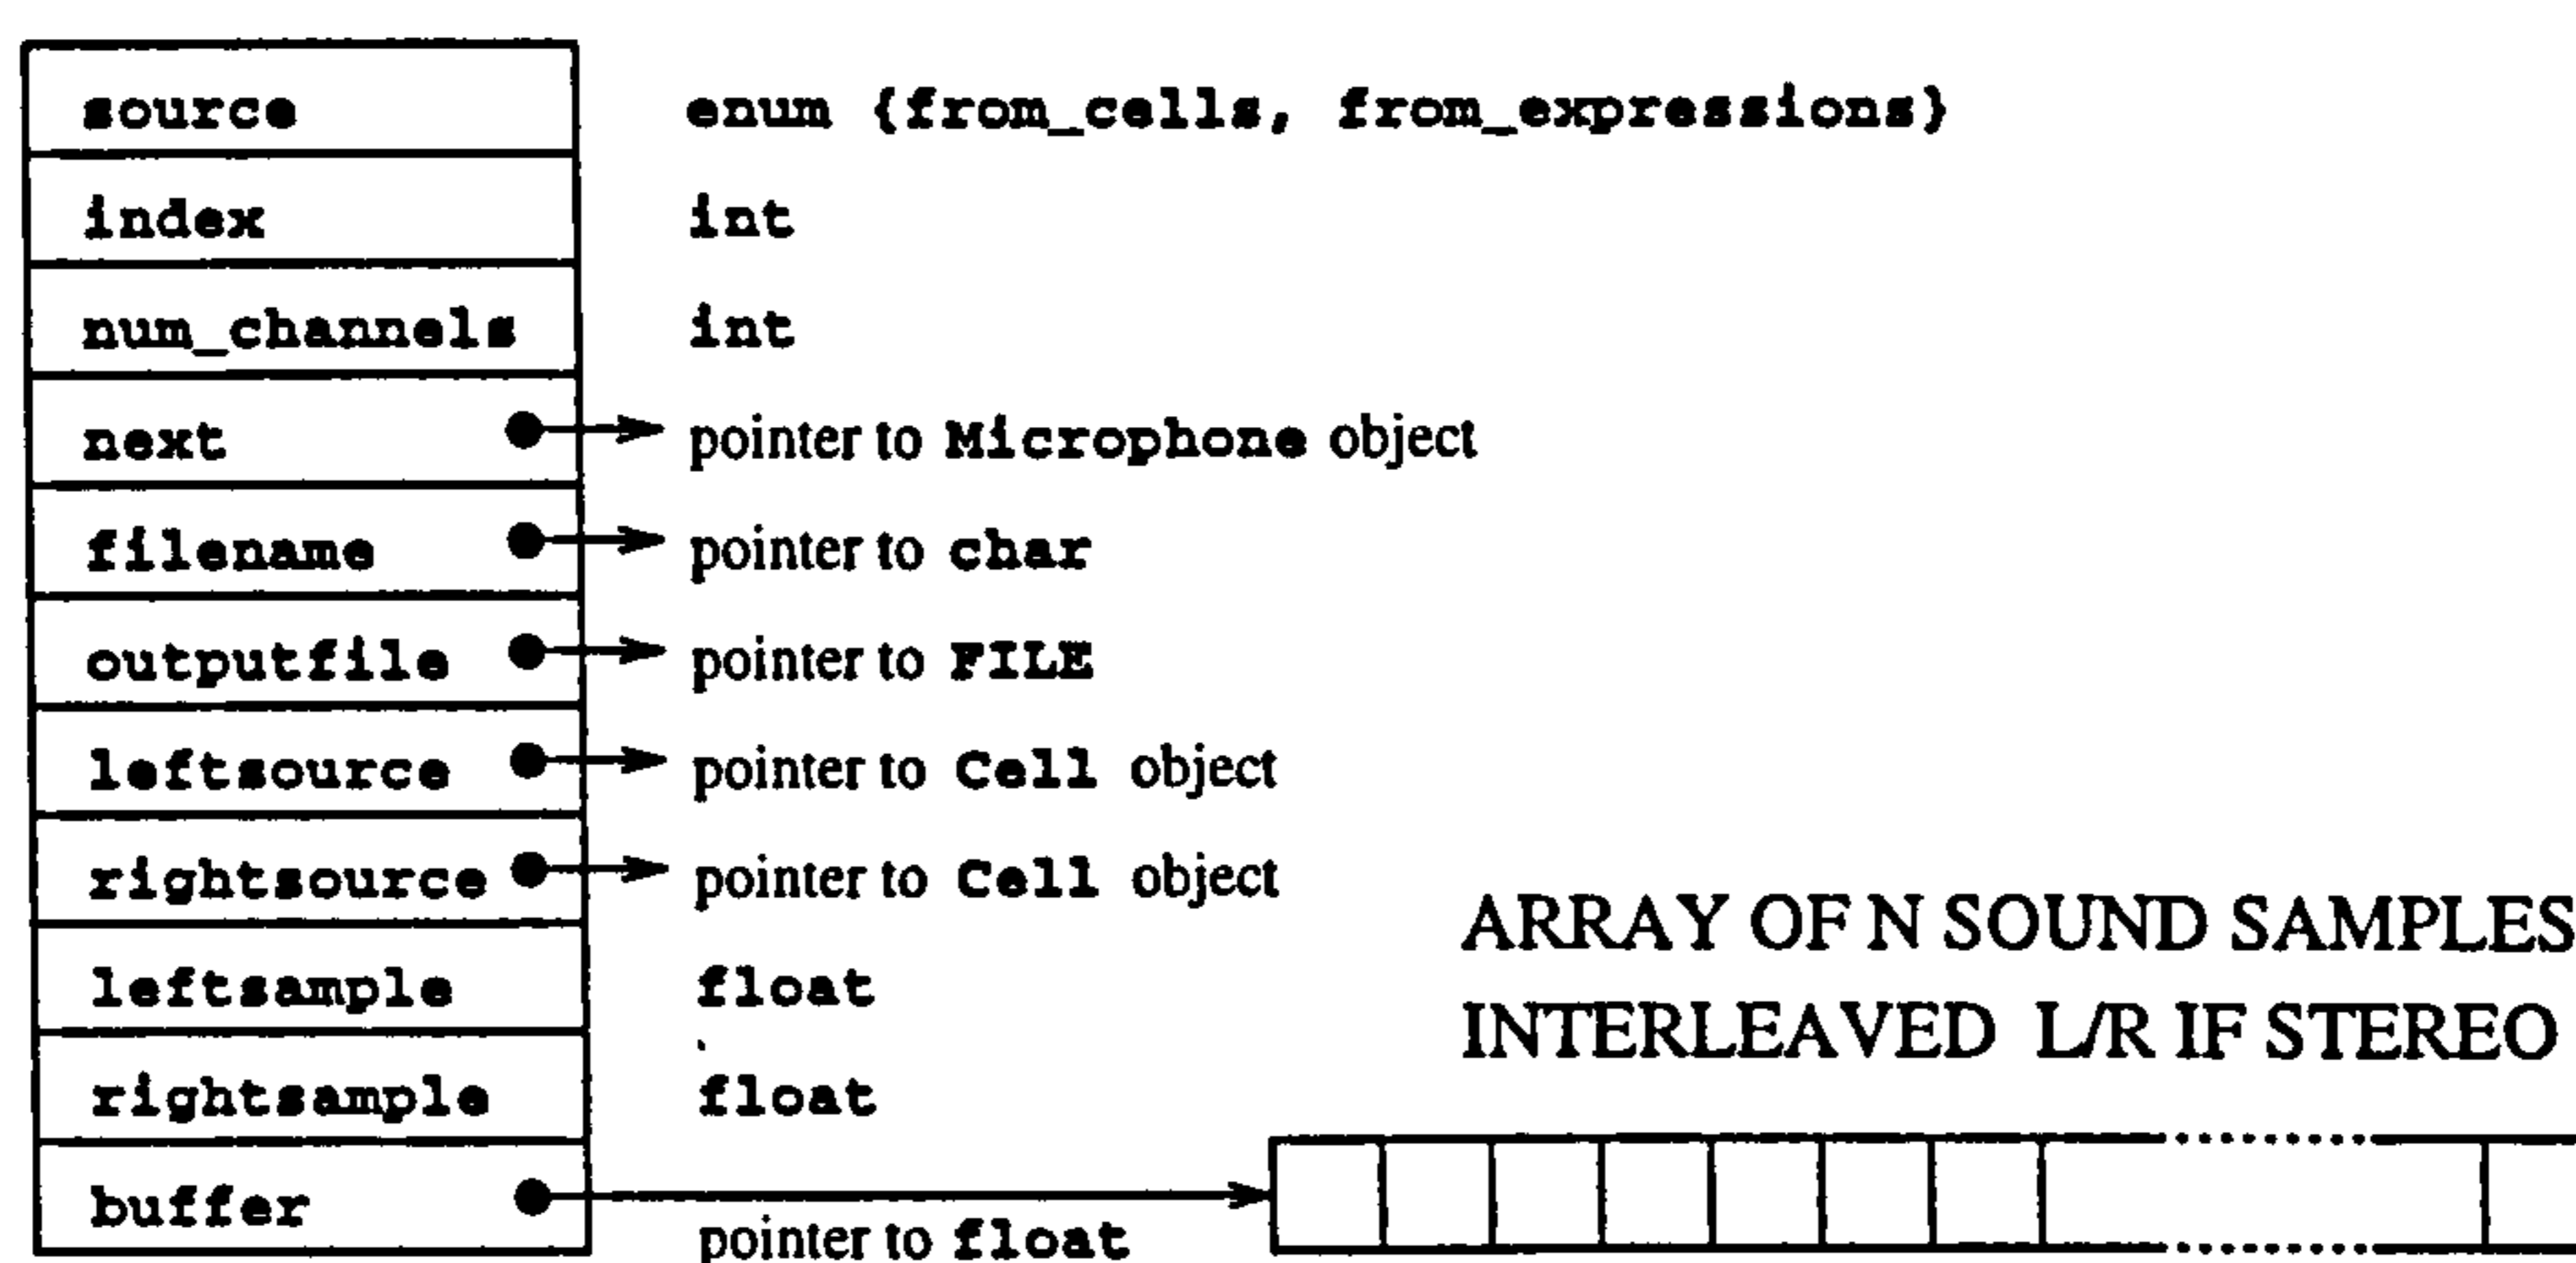 source enum {from_cells, from_expressions}
index int
num_channels int
next pointer to Microphone object
filename pointer to char
outputfile pointer to FILE
leftsource pointer to Cell object
rightsource pointer to Cell object
ARRAY OF N SOUND SAMPLES
leftsample float
INTERLEAVED L/R IF STEREO
rightsample float
buffer
pointer to float